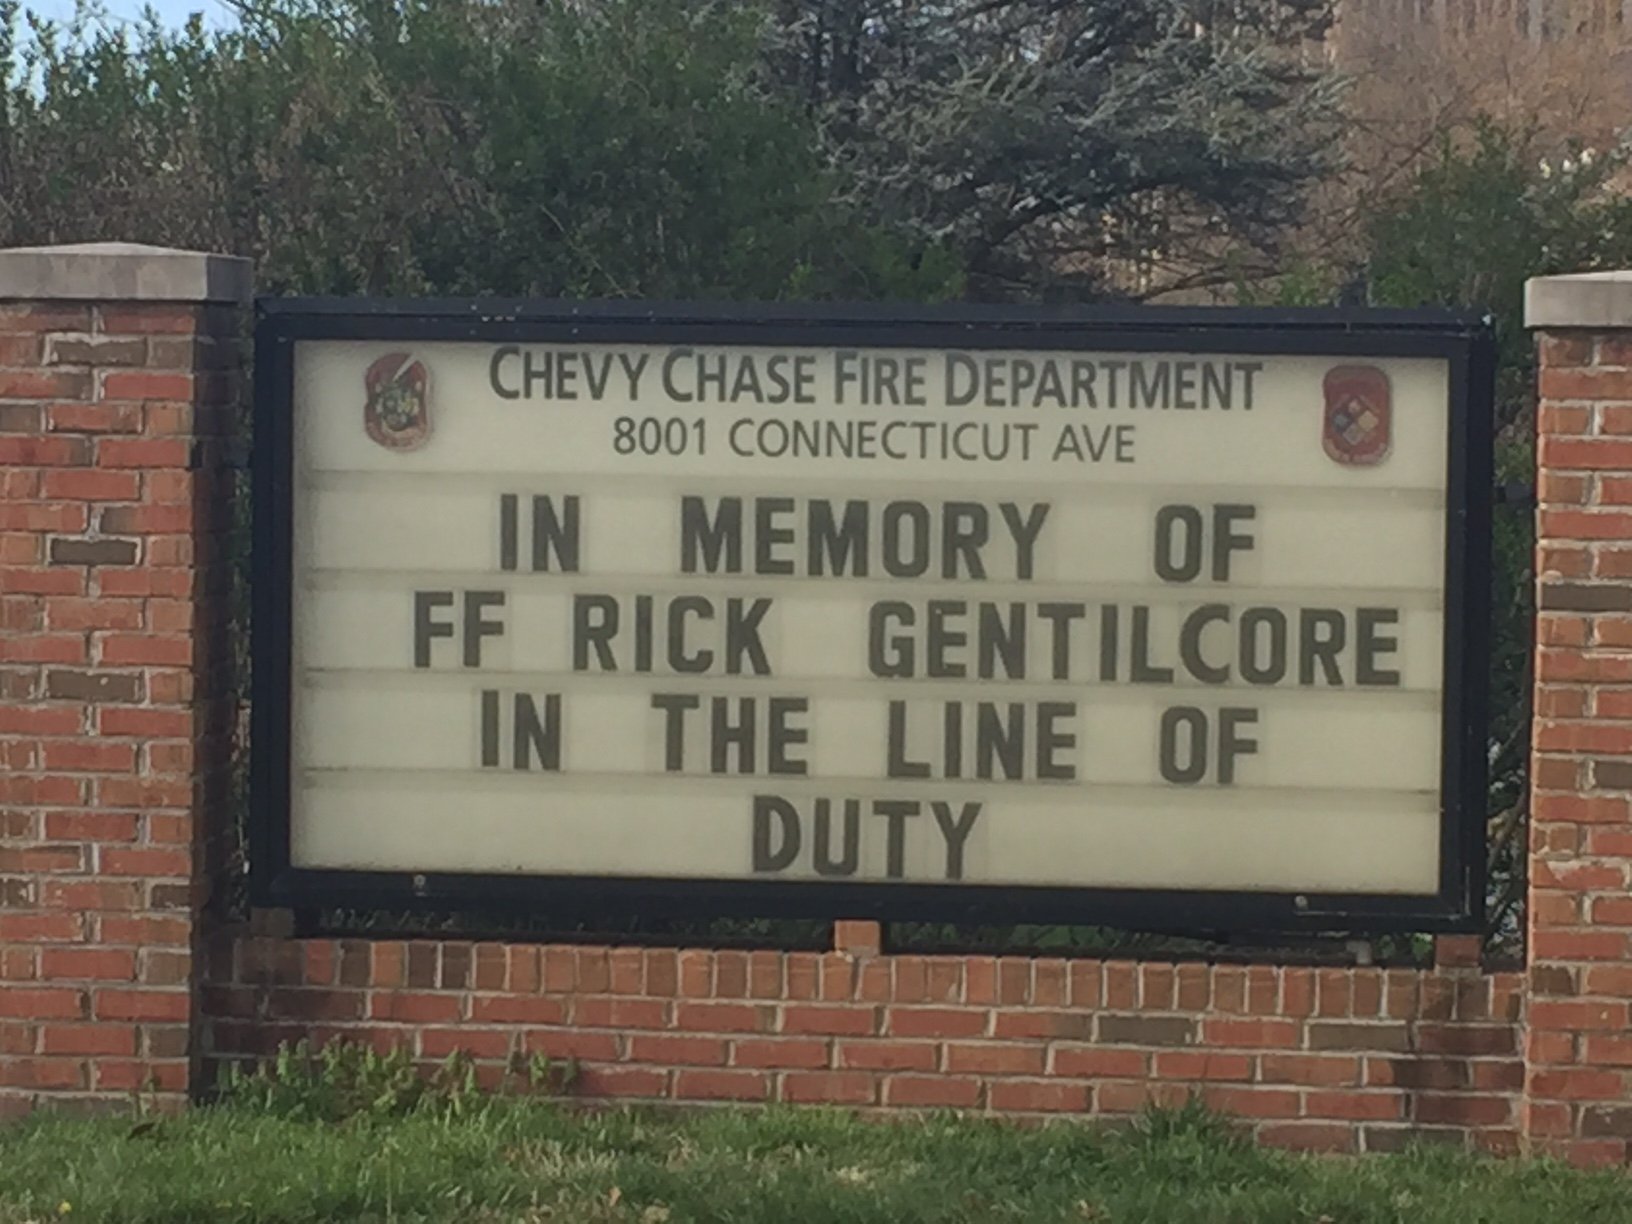 CHEVY CHASE FIRE DEPARTMENT
8001 CONNECTICUT AVE
IN MEMORY OF
FF RICK GENTILCORE
IN THE LINE OF
DUTY